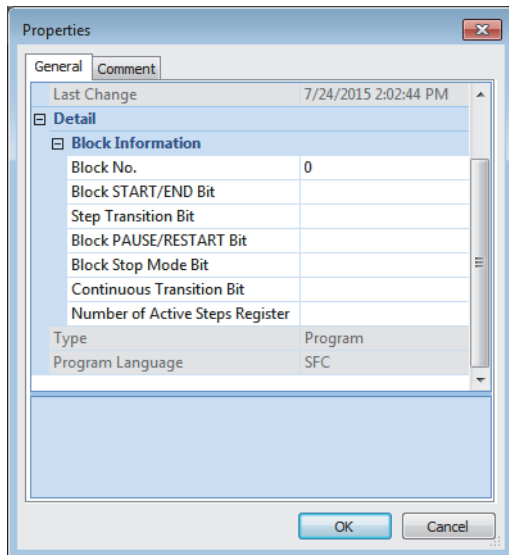 Properties
General Comment
Last Change 7/24/2015 2:02:44 PM
Detail
Block Information
Block No. 0
Block START/END Bit
Step Transition Bit
Block PAUSE/RESTART Bit
Block Stop Mode Bit
Continuous Transition Bit
Number of Active Steps Register
Type Program
Program Language SFC
OK Cancel